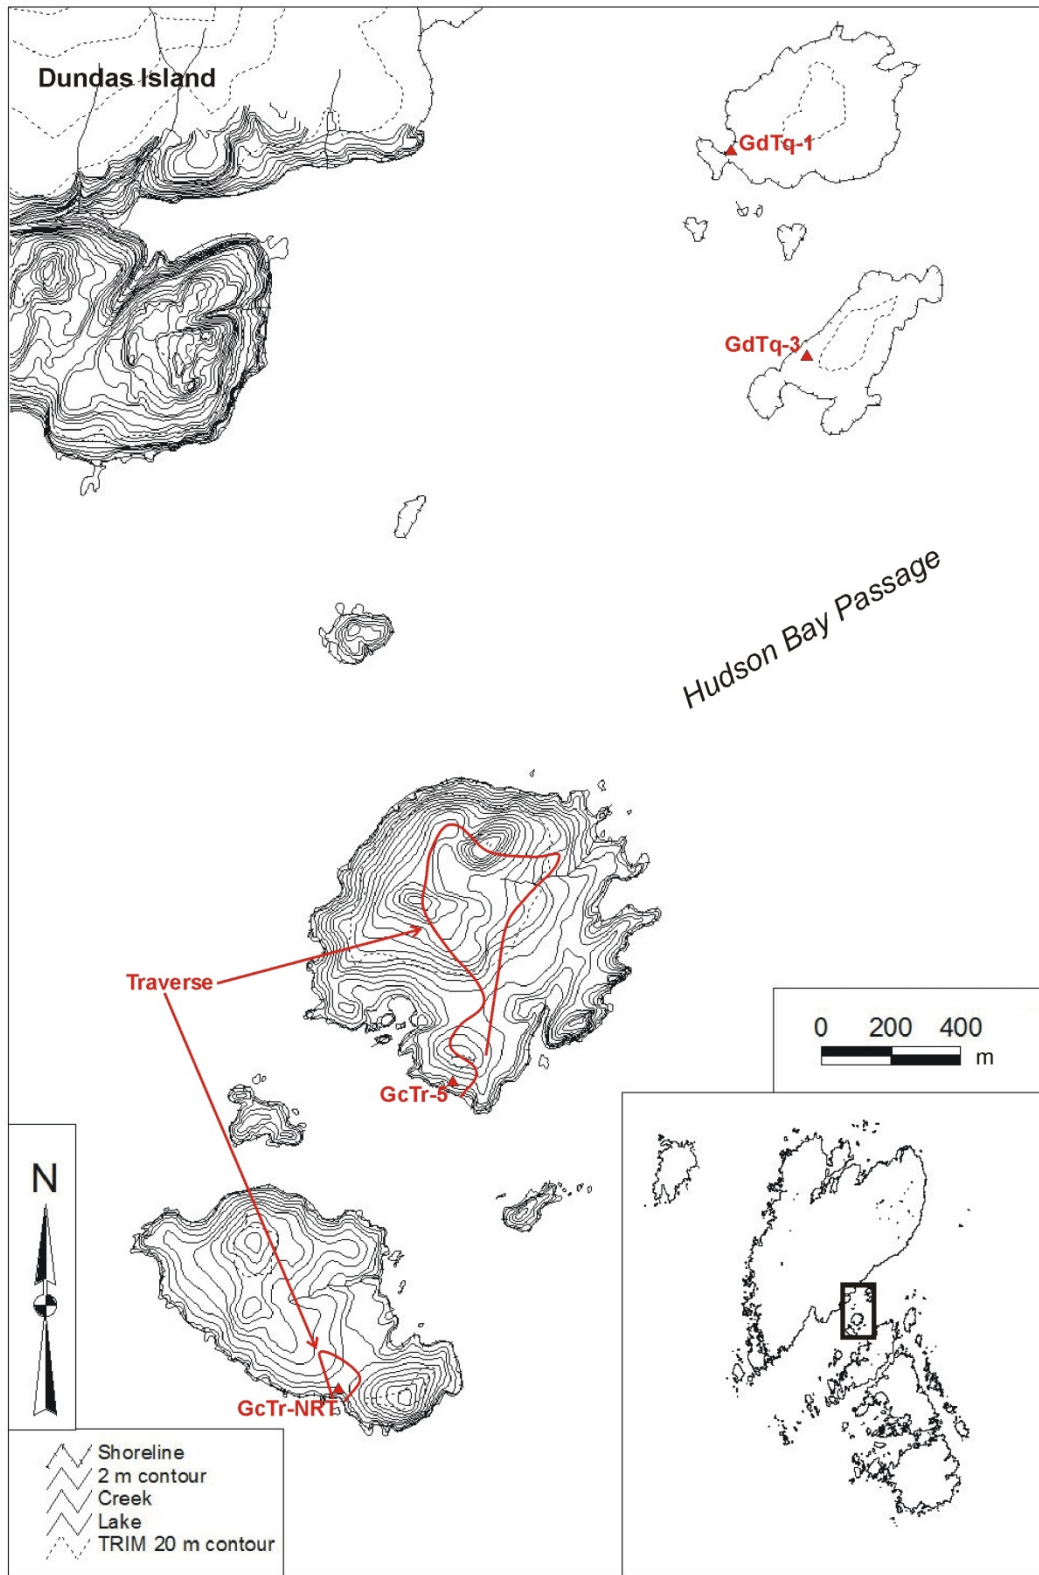 Dundas Island
GdTq-1
GdTq-3
Hudson Bay Passage
Traverse
0 200 400
m
GcTr-5
N
GcTr-NRT
Shoreline
2 m contour
Creek
Lake
TRIM 20 m contour